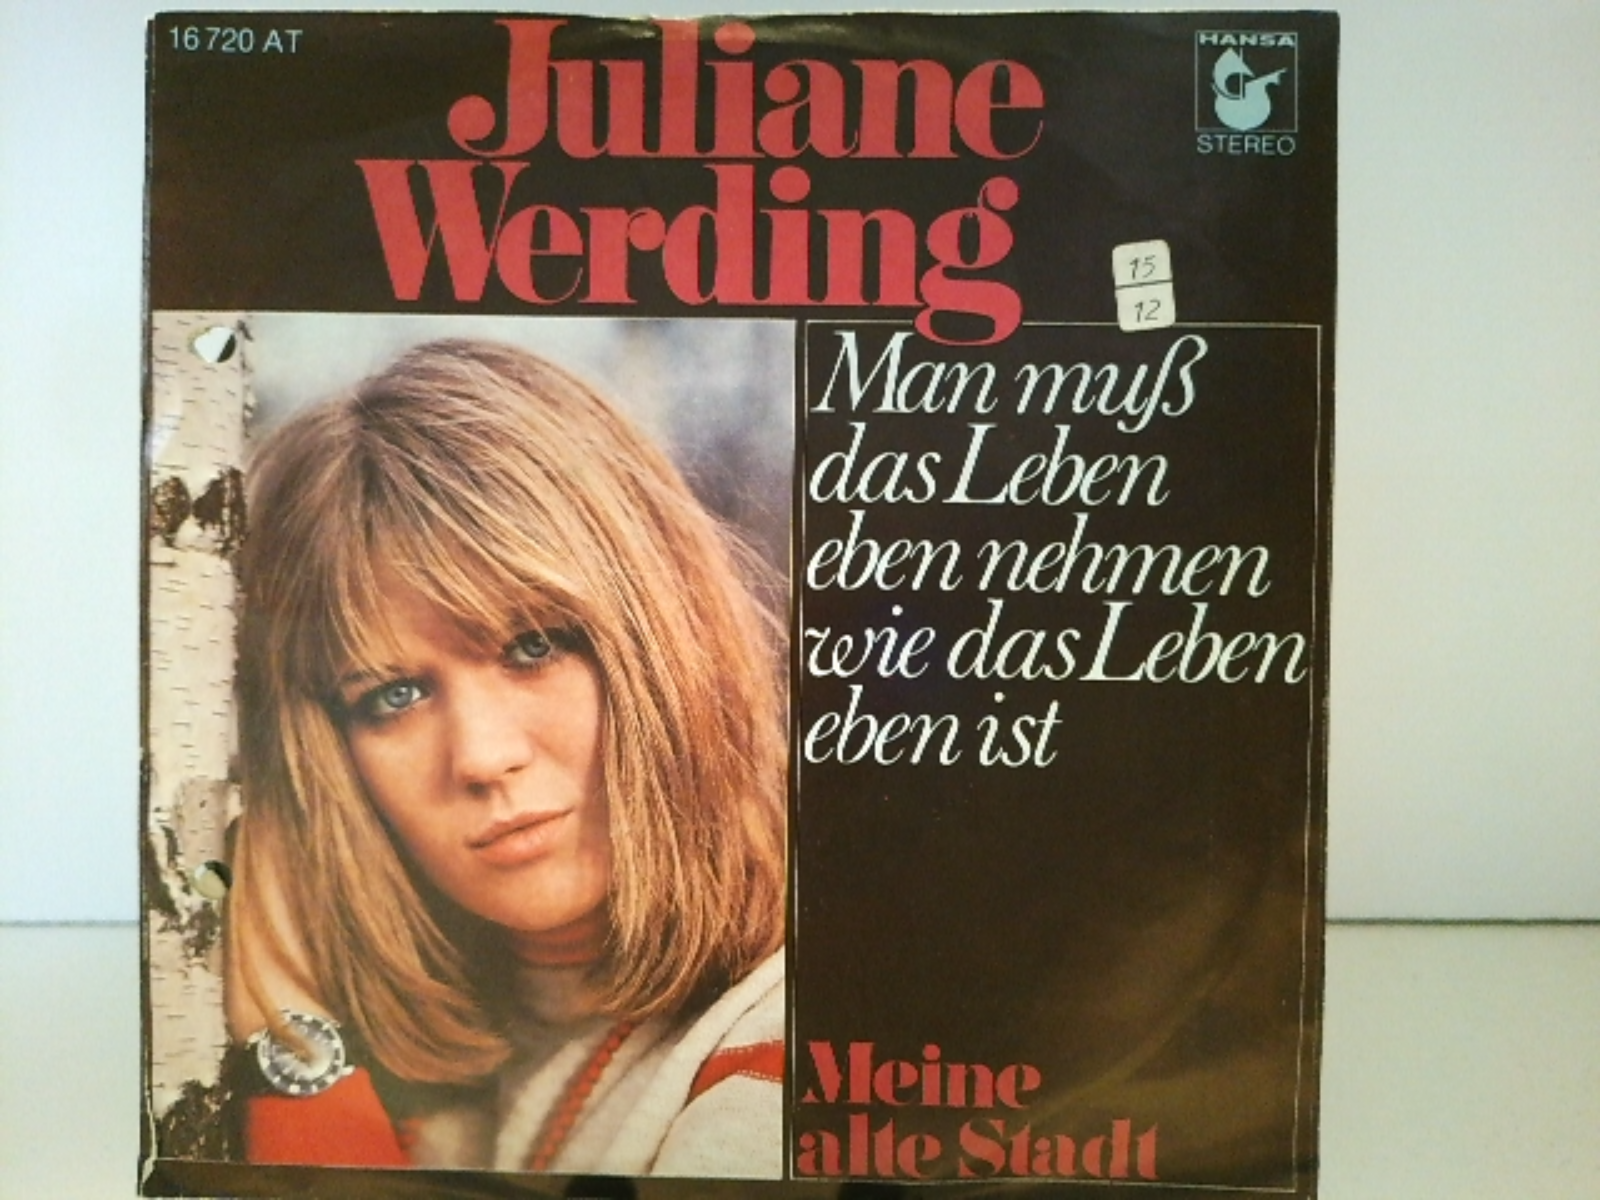 16 720 AT
Juliane
Werding
HANSA
STEREO
15
12
Man muß
das Leben
eben nehmen
wie das Leben
eben ist
Meine
alte Stadt